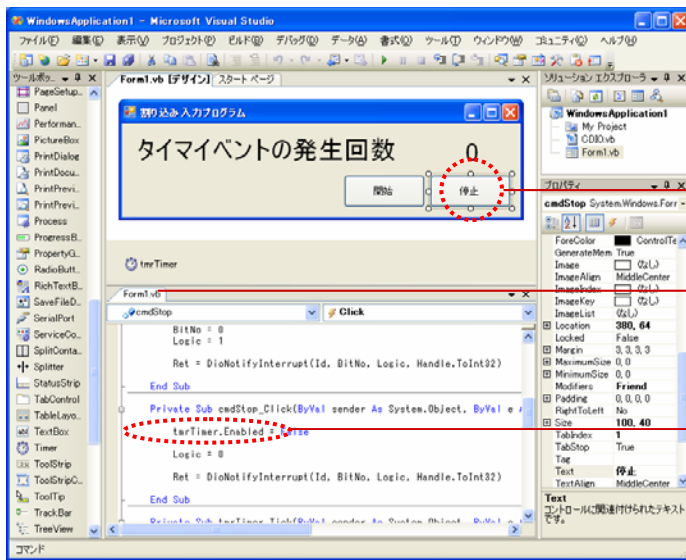 WindowsApplication1 - Microsoft Visual Studio
ファイル(F) 編集(E) 表示(V) プロジェクト(P) ビルド(B) デバッグ(D) データ(A) 書式(O) ツール(T) ウィンドウ(W) コミュニティ(C) ヘルプ(H)
ツールボッ...
PageSetup...
Panel
Performan...
PictureBox
PrintDialog
PrintDocu...
PrintPrevi...
PrintPrevi...
Process
ProgressB...
PropertyG...
RadioButt...
RichTextB...
SaveFileD...
SerialPort
ServiceCo...
SplitConta...
Splitter
StatusStrip
TabControl
TableLayo...
TextBox
Timer
ToolStrip
ToolStripC...
ToolTip
TrackBar
TreeView
コマンド
Form1.vb [デザイン] スタート ページ
割り込み入力プログラム
タイマイベントの発生回数 0
開始 停止
tmrTimer
Form1.vb
cmdStop Click
BitNo = 0
Logic = 1
Ret = DioNotifyInterrupt(Id, BitNo, Logic, Handle.ToInt32)
End Sub
Private Sub cmdStop_Click(ByVal sender As System.Object, ByVal e
tmrTimer.Enabled = False
Logic = 0
Ret = DioNotifyInterrupt(Id, BitNo, Logic, Handle.ToInt32)
End Sub
Private Sub tmrTimer_Tick(ByVal sender As System.Object, ByVal e
ソリューション エクスプローラ
WindowsApplication1
My Project
CDIO.vb
Form1.vb
プロパティ
cmdStop System.Windows.Forr
ForeColor ControlTe
GenerateMem True
Image (なし)
ImageAlign MiddleCenter
ImageIndex (なし)
ImageKey (なし)
ImageList (なし)
Location 380, 64
Locked False
Margin 3, 3, 3, 3
MaximumSize 0, 0
MinimumSize 0, 0
Modifiers Friend
Padding 0, 0, 0, 0
RightToLeft No
Size 100, 40
TabIndex 1
TabStop True
Tag
Text 停止
TextAlign MiddleCenter
Text
コントロールに関連付けられたテキスト
です。